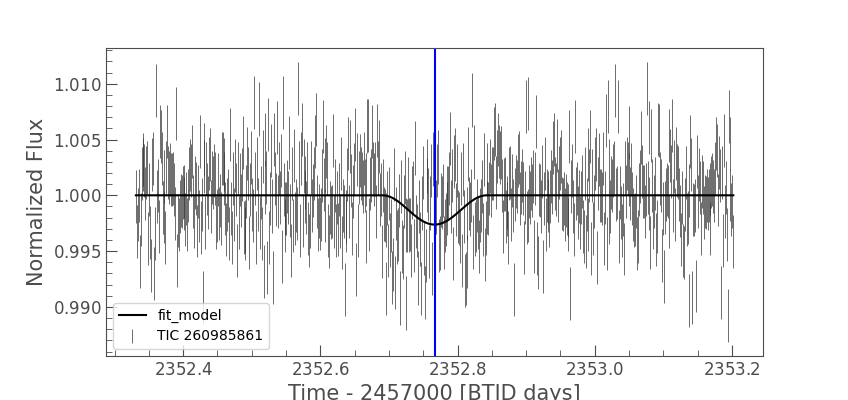 Normalized Flux
1.010
1.005
1.000
0.995
0.990
fit_model
TIC 260985861
2352.4 2352.6 2352.8 2353.0 2353.2
Time - 2457000 [BTJD days]